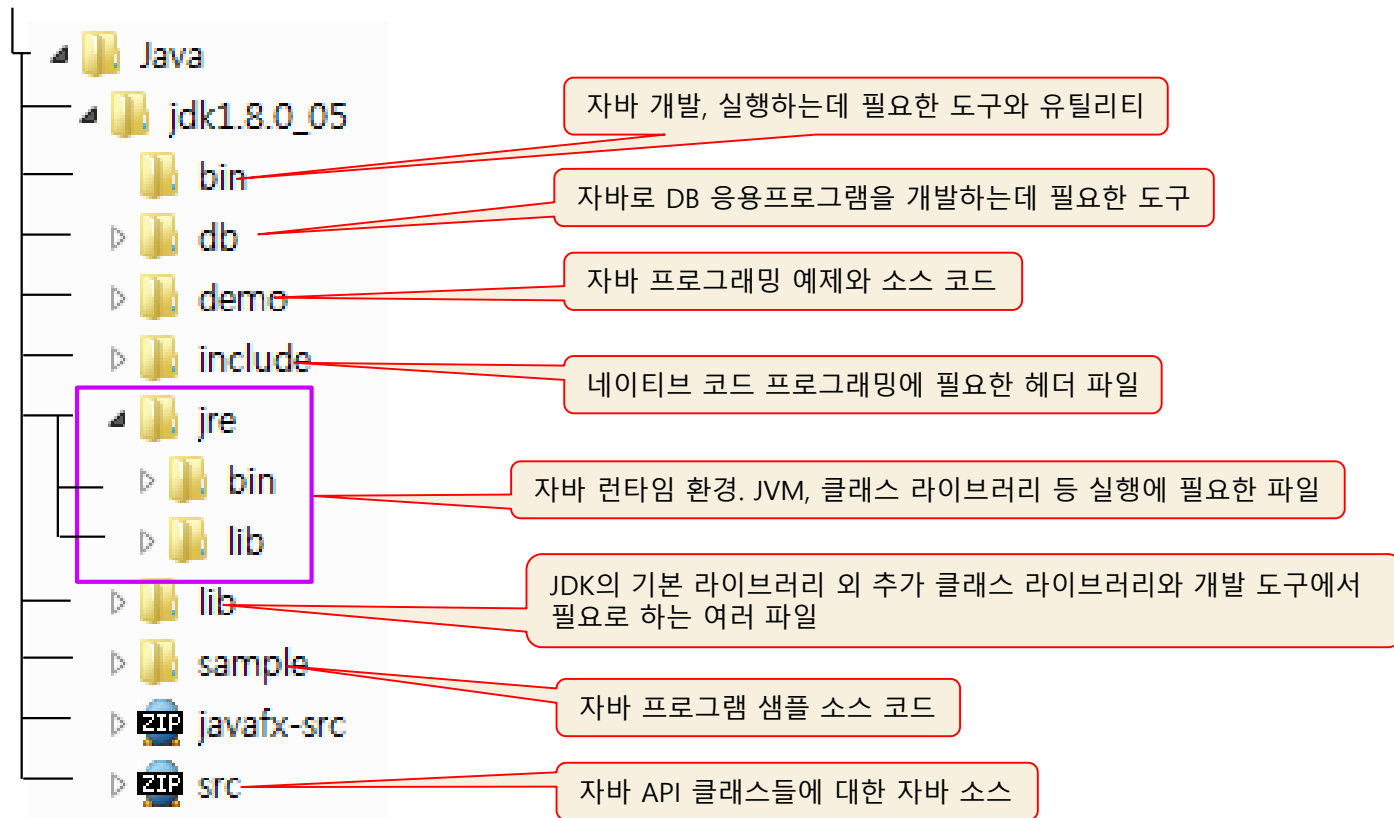 Java
jdk1.8.0_05
자바 개발, 실행하는데 필요한 도구와 유틸리티
bin
자바로 DB 응용프로그램을 개발하는데 필요한 도구
db
자바 프로그래밍 예제와 소스 코드
demo
include
네이티브 코드 프로그래밍에 필요한 헤더 파일
jre
bin
자바 런타임 환경. JVM, 클래스 라이브러리 등 실행에 필요한 파일
lib
JDK의 기본 라이브러리 외 추가 클래스 라이브러리와 개발 도구에서
필요로 하는 여러 파일
lib
sample
자바 프로그램 샘플 소스 코드
ZIP javafx-src
ZIP src
자바 API 클래스들에 대한 자바 소스